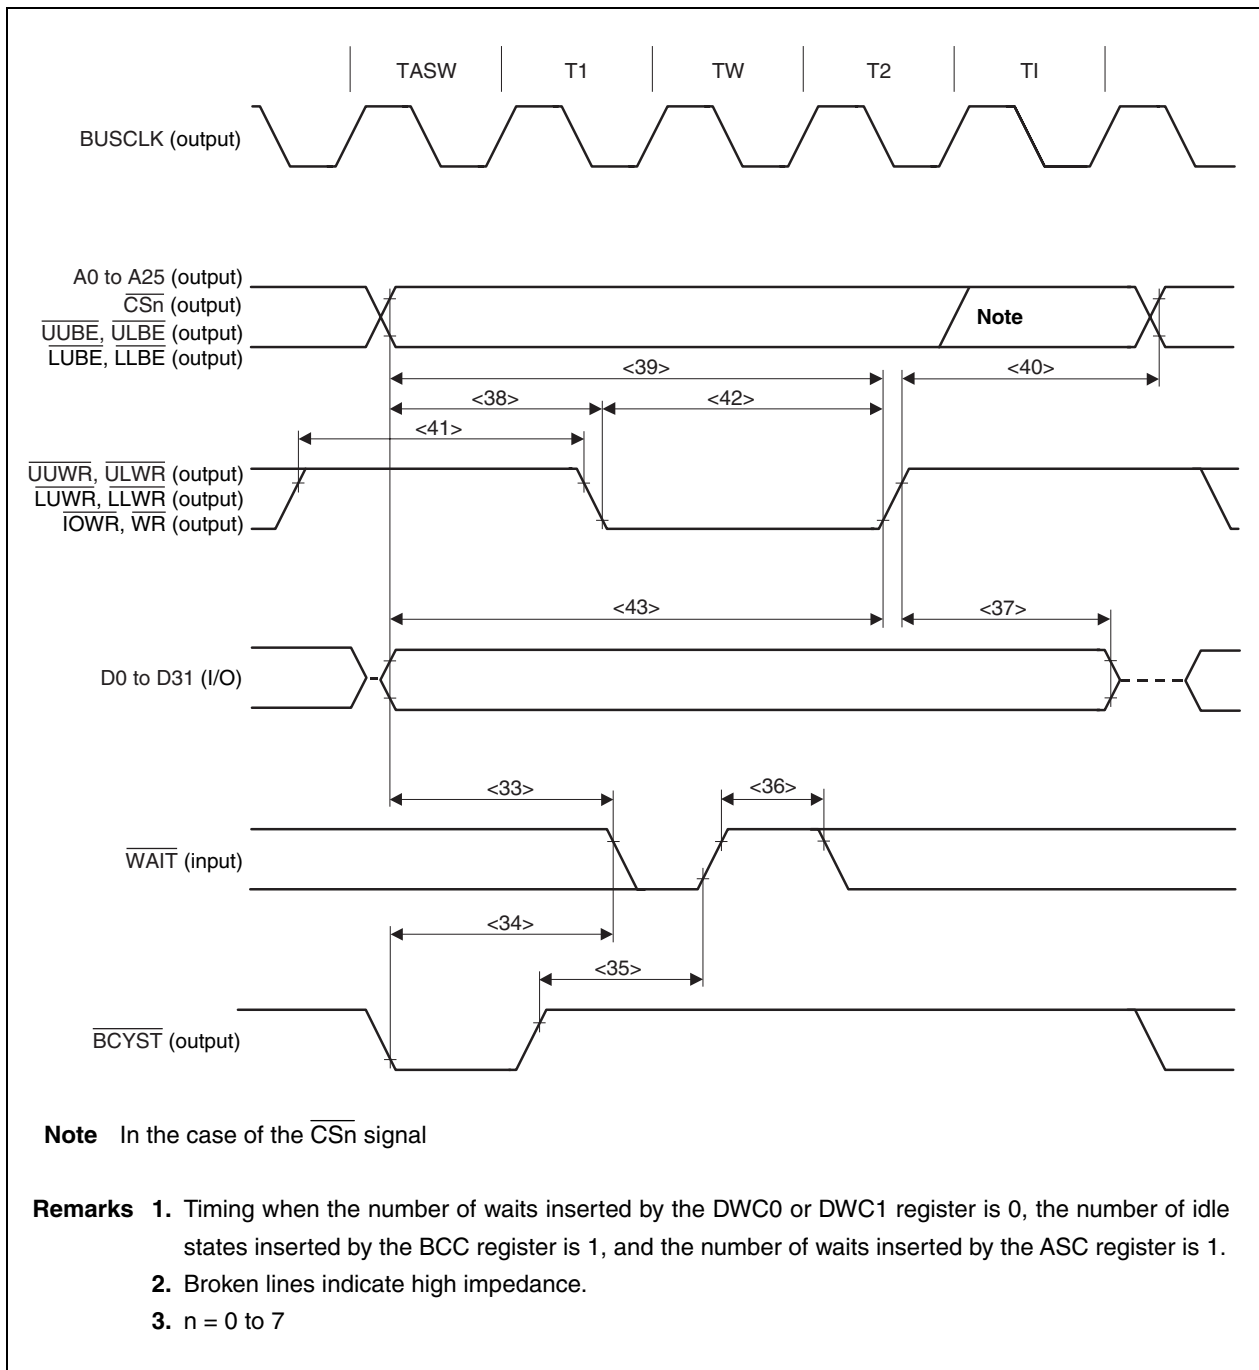 TASW T1 TW T2 TI
BUSCLK (output)
A0 to A25 (output)
CSn (output)
UUBE, ULBE (output)
LUBE, LLBE (output)
Note
<39>
<40>
<38>
<42>
<41>
UUWR, ULWR (output)
LUWR, LLWR (output)
IOWR, WR (output)
<43>
<37>
D0 to D31 (I/O)
<33>
<36>
WAIT (input)
<34>
<35>
BCYST (output)
Note In the case of the CSn signal
Remarks 1. Timing when the number of waits inserted by the DWC0 or DWC1 register is 0, the number of idle
states inserted by the BCC register is 1, and the number of waits inserted by the ASC register is 1.
2. Broken lines indicate high impedance.
3. n = 0 to 7